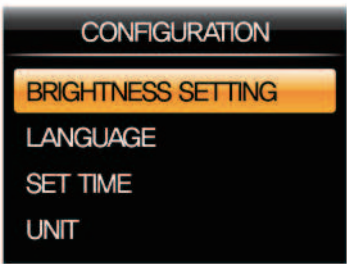 CONFIGURATION
BRIGHTNESS SETTING
LANGUAGE
SET TIME
UNIT